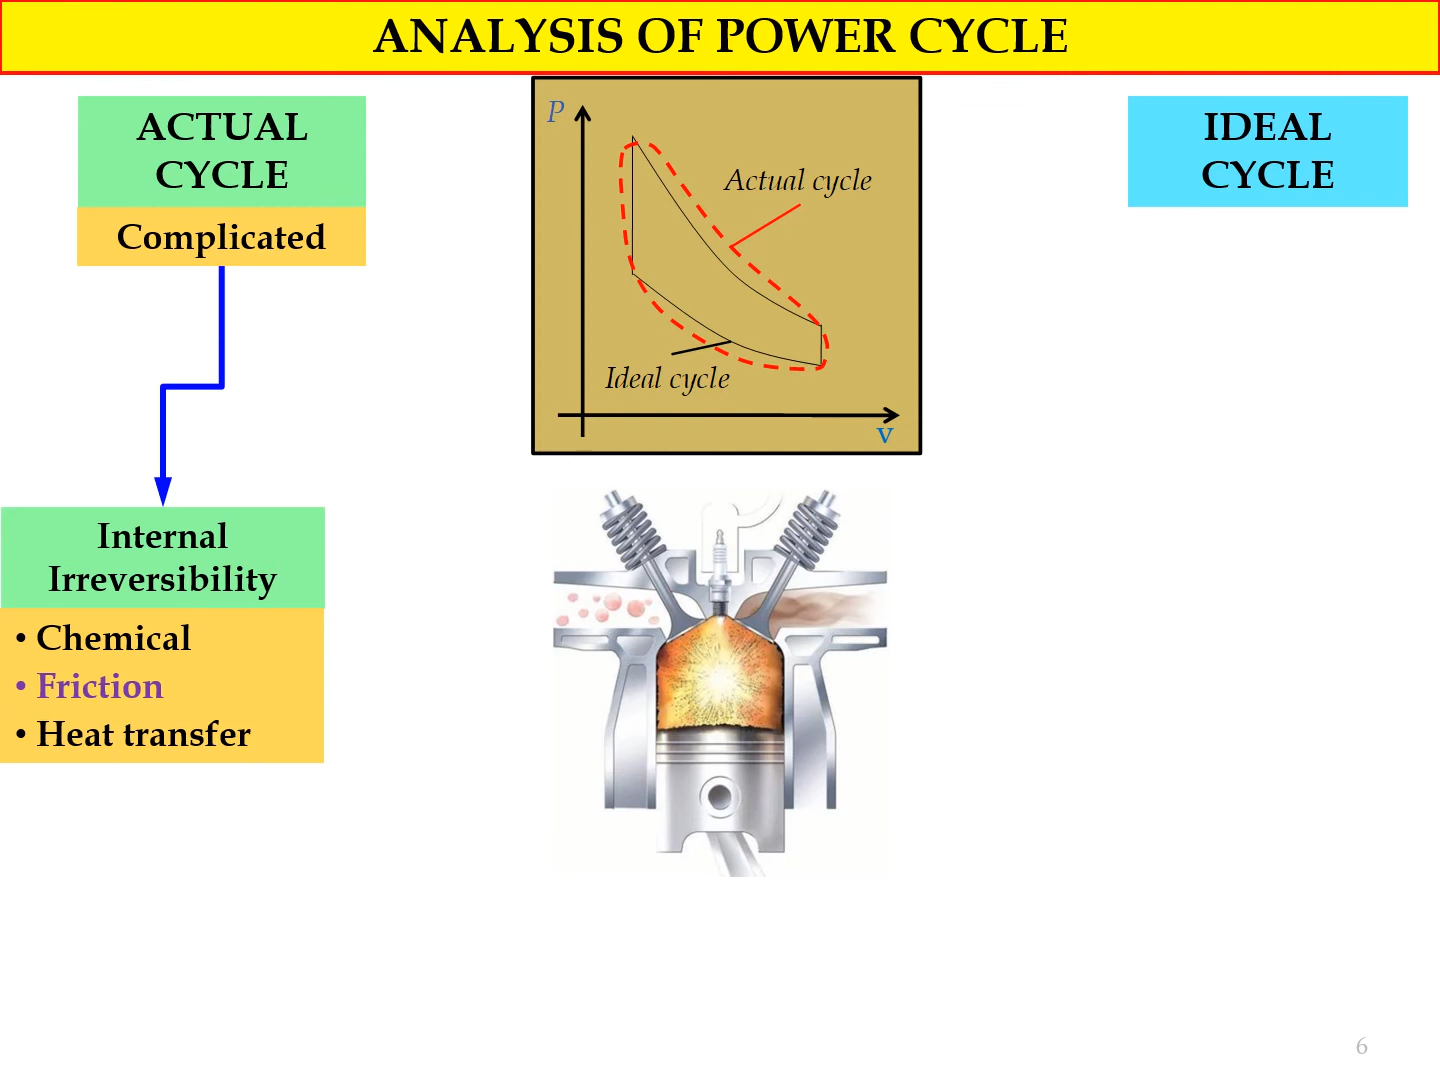 ANALYSIS OF POWER CYCLE
ACTUAL
CYCLE
Complicated
Internal
Irreversibility
• Chemical
• Friction
• Heat transfer
P
Actual cycle
Ideal cycle
v
IDEAL
CYCLE
6